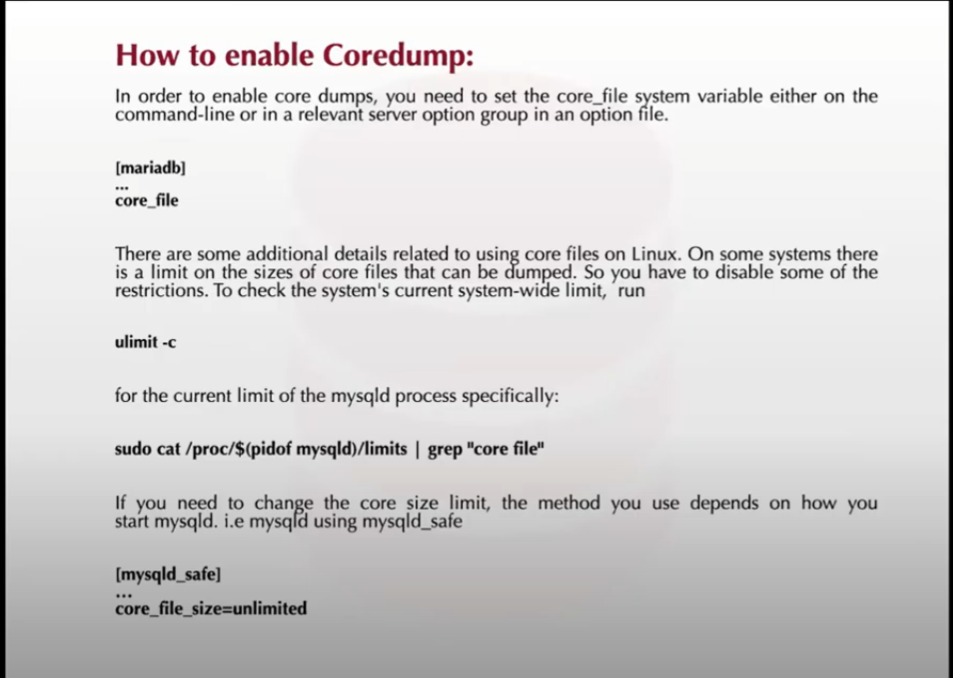 How to enable Coredump:
In order to enable core dumps, you need to set the core_file system variable either on the
command-line or in a relevant server option group in an option file.
[mariadb]
...
core_file
There are some additional details related to using core files on Linux. On some systems there
is a limit on the sizes of core files that can be dumped. So you have to disable some of the
restrictions. To check the system's current system-wide limit, run
ulimit -c
for the current limit of the mysqld process specifically:
sudo cat /proc/$(pidof mysqld)/limits | grep "core file"
If you need to change the core size limit, the method you use depends on how you
start mysqld. i.e mysqld using mysqld_safe
[mysqld_safe]
...
core_file_size=unlimited